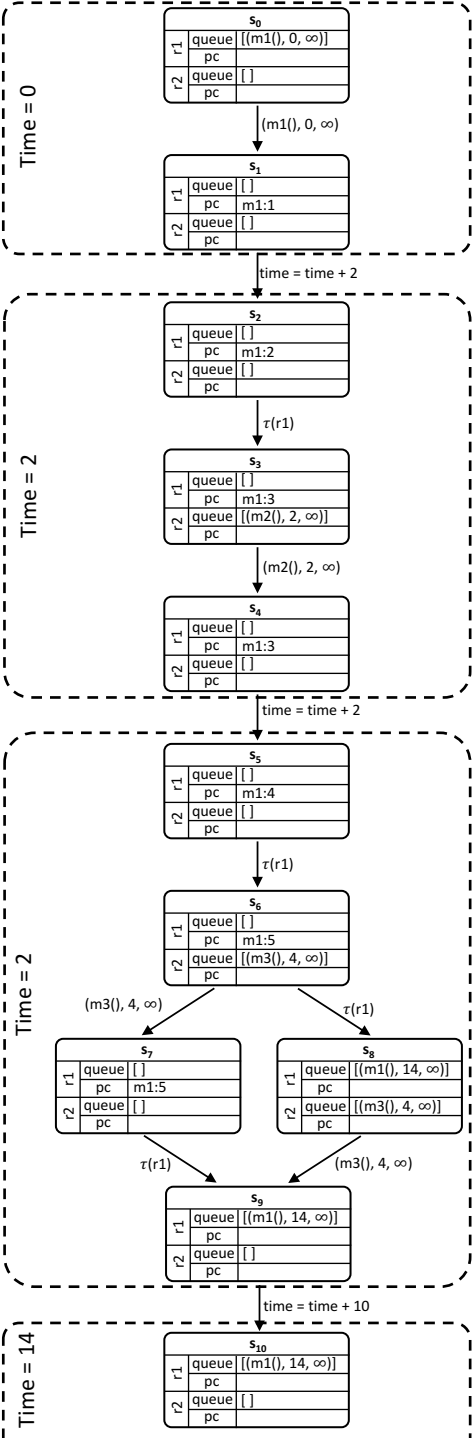 Time = 0
s0
r1 queue [(m1(), 0, ∞)]
pc
r2 queue [ ]
pc
(m1(), 0, ∞)
s1
r1 queue [ ]
pc m1:1
r2 queue [ ]
pc
time = time + 2
Time = 2
s2
r1 queue [ ]
pc m1:2
r2 queue [ ]
pc
τ(r1)
s3
r1 queue [ ]
pc m1:3
r2 queue [(m2(), 2, ∞)]
pc
(m2(), 2, ∞)
s4
r1 queue [ ]
pc m1:3
r2 queue [ ]
pc
time = time + 2
Time = 2
s5
r1 queue [ ]
pc m1:4
r2 queue [ ]
pc
τ(r1)
s6
r1 queue [ ]
pc m1:5
r2 queue [(m3(), 4, ∞)]
pc
(m3(), 4, ∞) τ(r1)
s7
r1 queue [ ]
pc m1:5
r2 queue [ ]
pc
s8
r1 queue [(m1(), 14, ∞)]
pc
r2 queue [(m3(), 4, ∞)]
pc
τ(r1) (m3(), 4, ∞)
s9
r1 queue [(m1(), 14, ∞)]
pc
r2 queue [ ]
pc
time = time + 10
Time = 14
s10
r1 queue [(m1(), 14, ∞)]
pc
r2 queue [ ]
pc